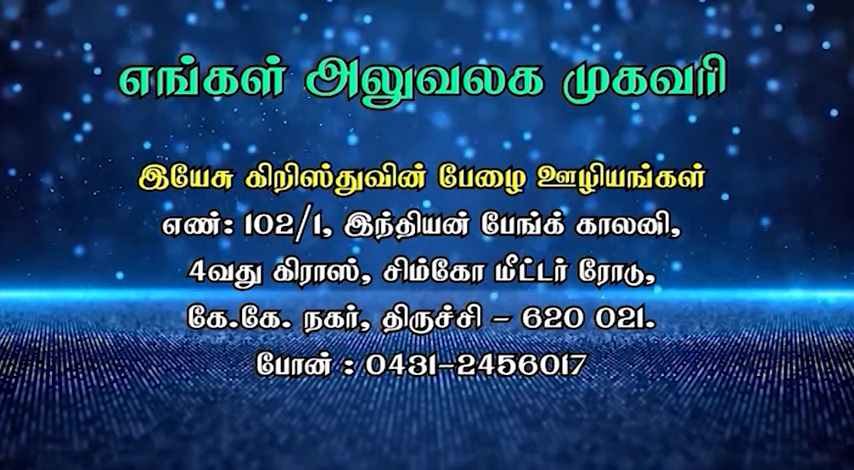 எங்கள் அலுவலக முகவரி
இயேசு கிறிஸ்துவின் பேழை ஊழியங்கள்
எண்: 102/1, இந்தியன் பேங்க் காலனி,
4வது கிராஸ், சிம்கோ மீட்டர் ரோடு,
கே.கே. நகர், திருச்சி - 620 021.
போன் : 0431-2456017